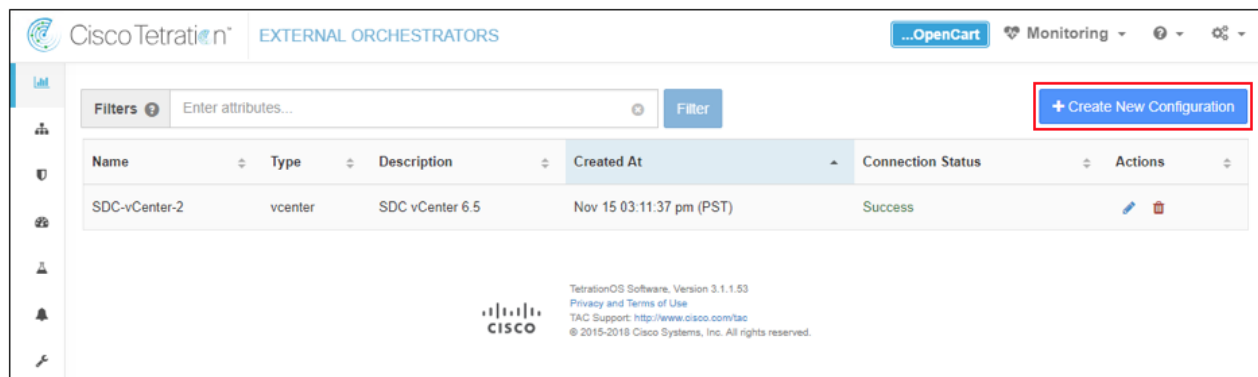 Cisco Tetration™ EXTERNAL ORCHESTRATORS ...OpenCart Monitoring
+ Create New Configuration
Filters Enter attributes... Filter
Name Type Description Created At Connection Status Actions
SDC-vCenter-2 vcenter SDC vCenter 6.5 Nov 15 03:11:37 pm (PST) Success
TetrationOS Software, Version 3.1.1.53
Privacy and Terms of Use
TAC Support: http://www.cisco.com/tac
© 2015-2018 Cisco Systems, Inc. All rights reserved.
CISCO